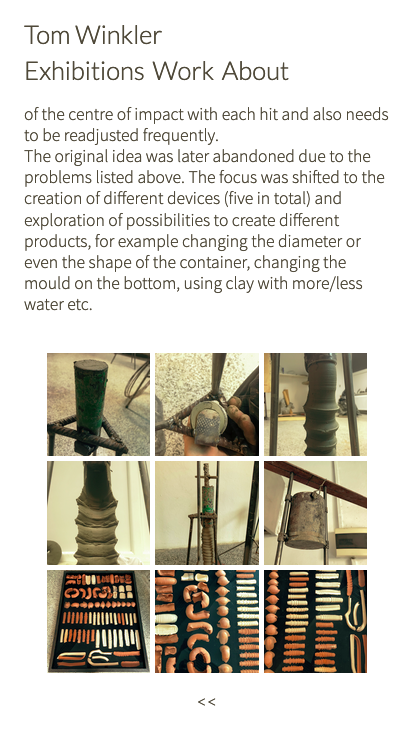 Tom Winkler
Exhibitions Work About
of the centre of impact with each hit and also needs
to be readjusted frequently.
The original idea was later abandoned due to the
problems listed above. The focus was shifted to the
creation of different devices (five in total) and
exploration of possibilities to create different
products, for example changing the diameter or
even the shape of the container, changing the
mould on the bottom, using clay with more/less
water etc.
<<